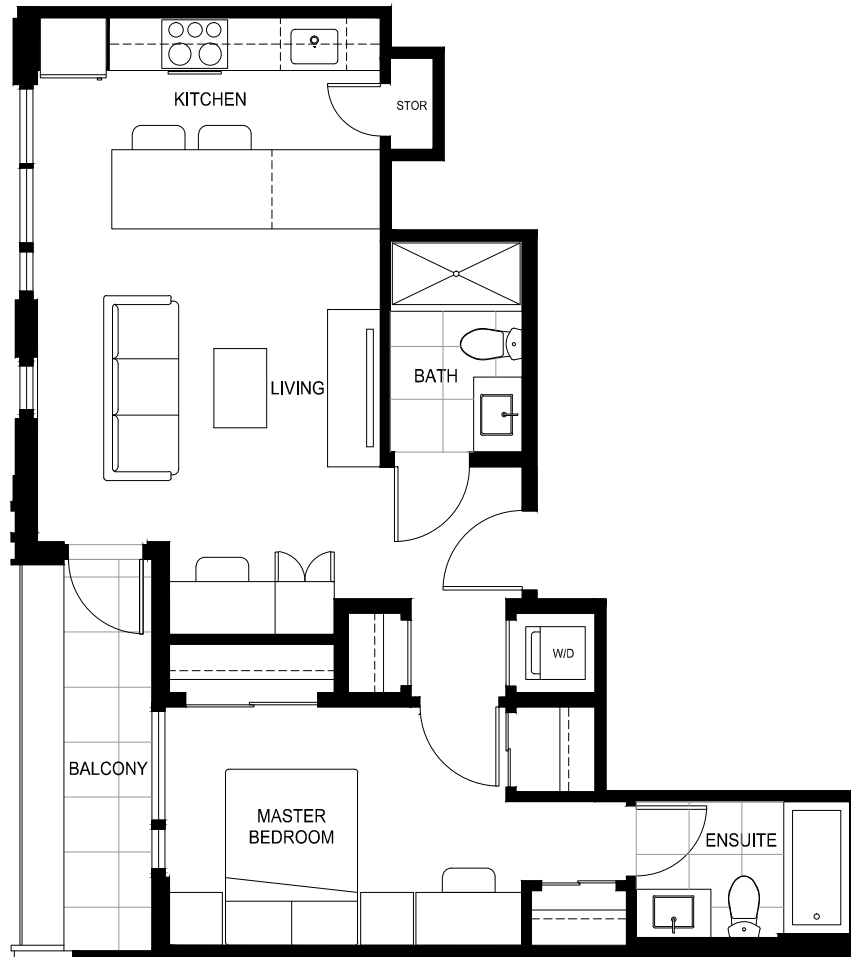 KITCHEN
STOR
LIVING
BATH
W/D
BALCONY
MASTER
BEDROOM
ENSUITE